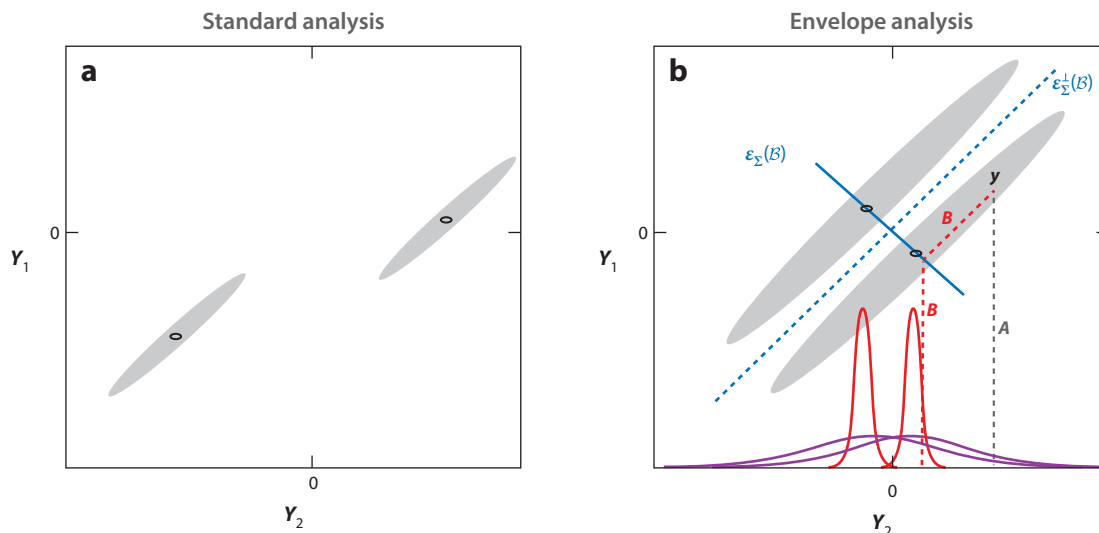 Standard analysis
a
0
Y1
0
Y2
Envelope analysis
b
ε⊥Σ(B)
εΣ(B)
y
B
0
Y1
B
A
0
Y2